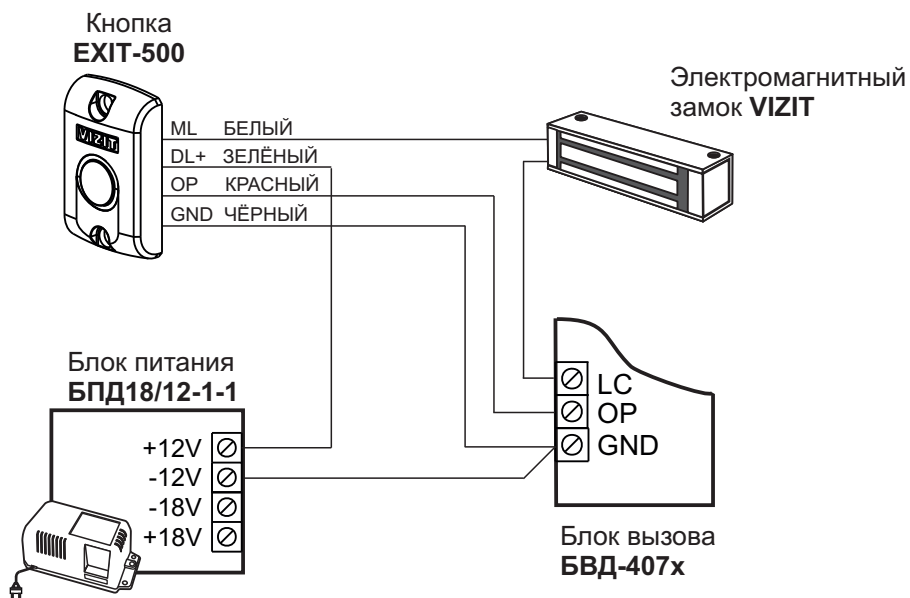 Кнопка
EXIT-500
Электромагнитный
замок VIZIT
VIZIT
ML БЕЛЫЙ
DL+ ЗЕЛЁНЫЙ
OP КРАСНЫЙ
GND ЧЁРНЫЙ
Блок питания
БПД18/12-1-1
+12V
-12V
-18V
+18V
LC
OP
GND
Блок вызова
БВД-407х